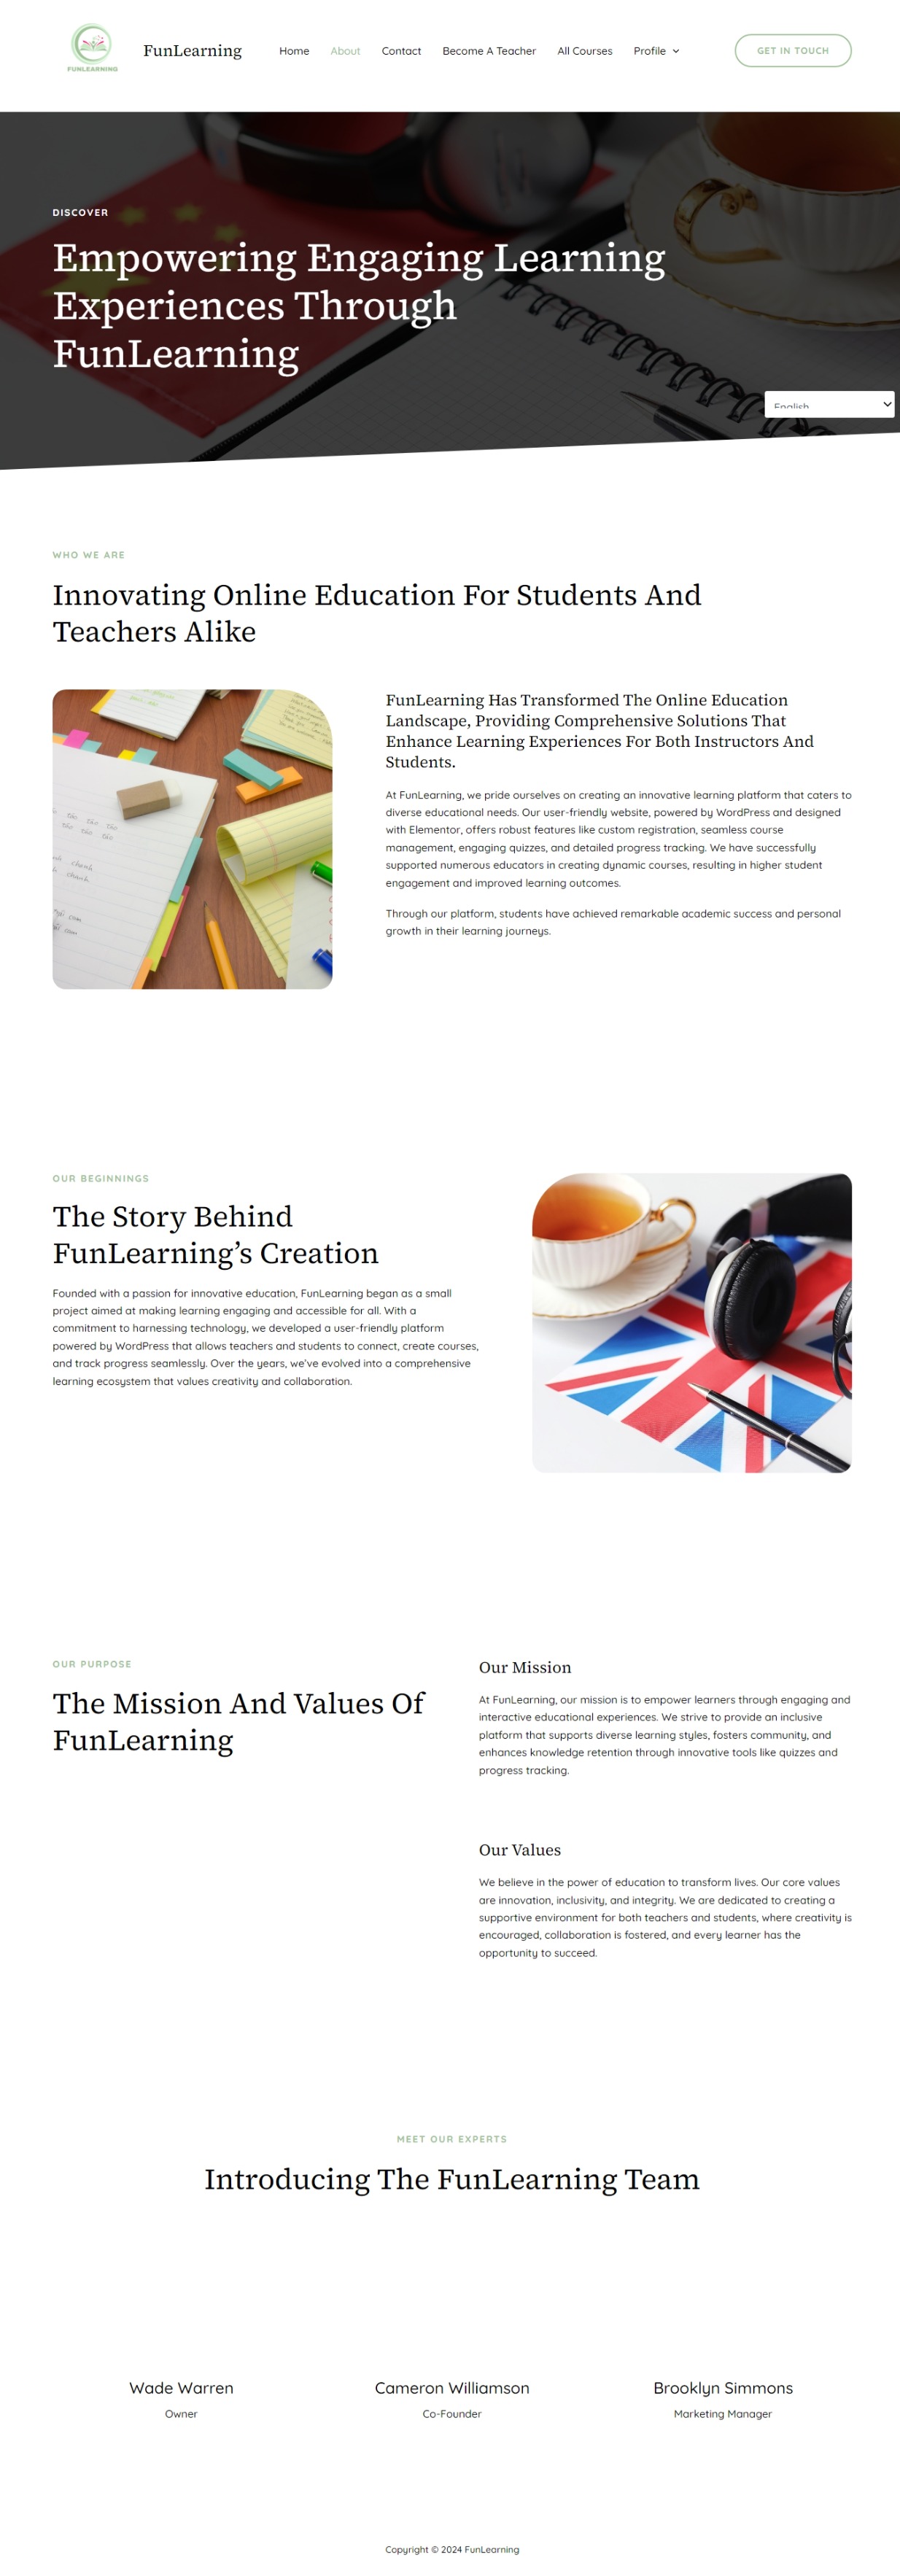 FUNLEARNING
FunLearning
Home
About
Contact
Become A Teacher
All Courses
Profile
GET IN TOUCH
DISCOVER
Empowering Engaging Learning
Experiences Through
FunLearning
English
WHO WE ARE
Innovating Online Education For Students And
Teachers Alike
FunLearning Has Transformed The Online Education
Landscape, Providing Comprehensive Solutions That
Enhance Learning Experiences For Both Instructors And
Students.
At FunLearning, we pride ourselves on creating an innovative learning platform that caters to
diverse educational needs. Our user-friendly website, powered by WordPress and designed
with Elementor, offers robust features like custom registration, seamless course
management, engaging quizzes, and detailed progress tracking. We have successfully
supported numerous educators in creating dynamic courses, resulting in higher student
engagement and improved learning outcomes.
Through our platform, students have achieved remarkable academic success and personal
growth in their learning journeys.
OUR BEGINNINGS
The Story Behind
FunLearning’s Creation
Founded with a passion for innovative education, FunLearning began as a small
project aimed at making learning engaging and accessible for all. With a
commitment to harnessing technology, we developed a user-friendly platform
powered by WordPress that allows teachers and students to connect, create courses,
and track progress seamlessly. Over the years, we’ve evolved into a comprehensive
learning ecosystem that values creativity and collaboration.
OUR PURPOSE
The Mission And Values Of
FunLearning
Our Mission
At FunLearning, our mission is to empower learners through engaging and
interactive educational experiences. We strive to provide an inclusive
platform that supports diverse learning styles, fosters community, and
enhances knowledge retention through innovative tools like quizzes and
progress tracking.
Our Values
We believe in the power of education to transform lives. Our core values
are innovation, inclusivity, and integrity. We are dedicated to creating a
supportive environment for both teachers and students, where creativity is
encouraged, collaboration is fostered, and every learner has the
opportunity to succeed.
MEET OUR EXPERTS
Introducing The FunLearning Team
Wade Warren
Owner
Cameron Williamson
Co-Founder
Brooklyn Simmons
Marketing Manager
Copyright © 2024 FunLearning